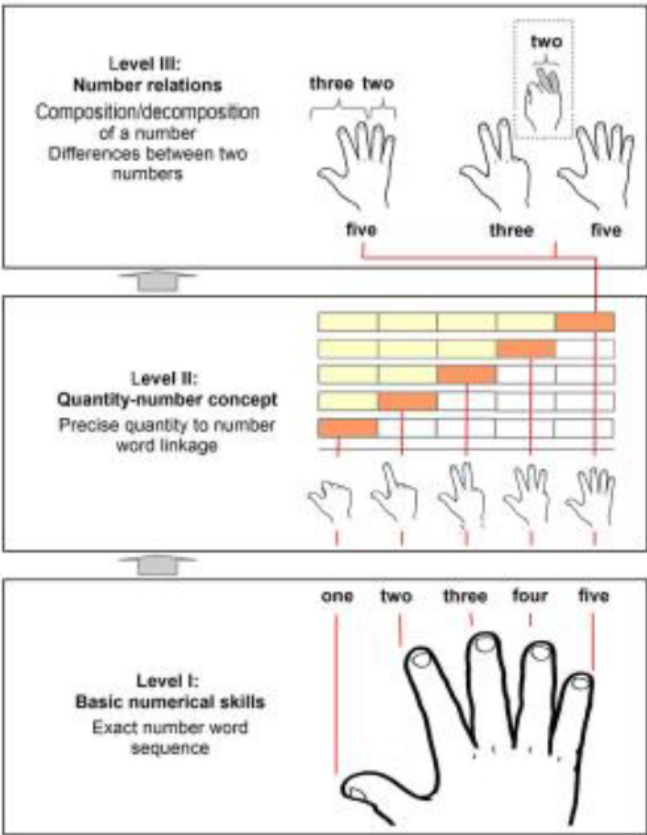 Level III:
Number relations
Composition/decomposition
of a number
Differences between two
numbers
two
three two
five
three
five
Level II:
Quantity-number concept
Precise quantity to number
word linkage
one two three four five
Level I:
Basic numerical skills
Exact number word
sequence